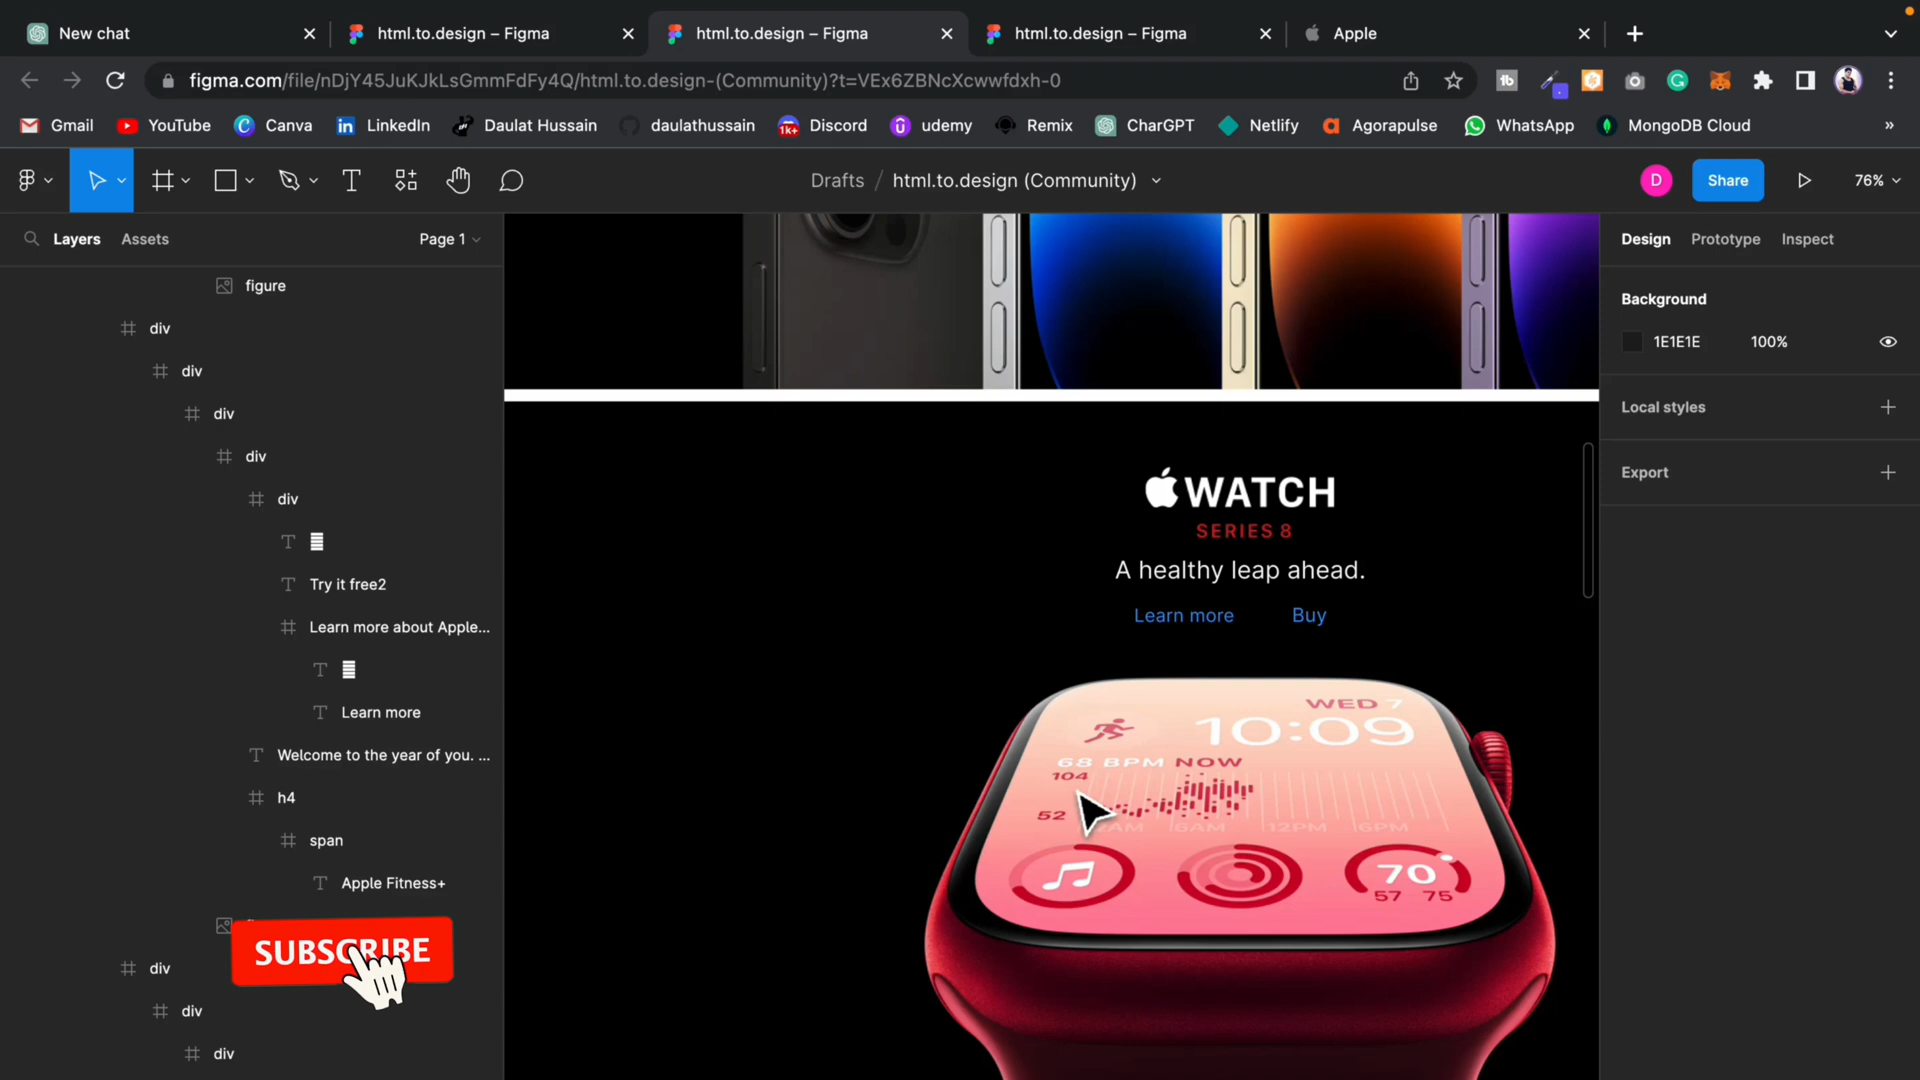 New chat
html.to.design – Figma
html.to.design – Figma
html.to.design – Figma
Apple
figma.com/file/nDjY45JuKJkLsGmmFdFy4Q/html.to.design-(Community)?t=VEx6ZBNcXcwwfdxh-0
Gmail
YouTube
Canva
LinkedIn
Daulat Hussain
daulathussain
1k+
Discord
udemy
Remix
CharGPT
Netlify
Agorapulse
WhatsApp
MongoDB Cloud
»
Drafts / html.to.design (Community)
D
Share
76%
Layers
Assets
Page 1
Design
Prototype
Inspect
figure
div
div
div
div
div
Try it free2
Learn more about Apple...
Learn more
Welcome to the year of you. ...
h4
span
Apple Fitness+
SUBSCRIBE
div
div
div
WATCH
SERIES 8
A healthy leap ahead.
Learn more
Buy
WED 7
10:09
68 BPM NOW
104
52
12AM 6AM 12PM 6PM
70
57 75
Background
1E1E1E
100%
Local styles
Export